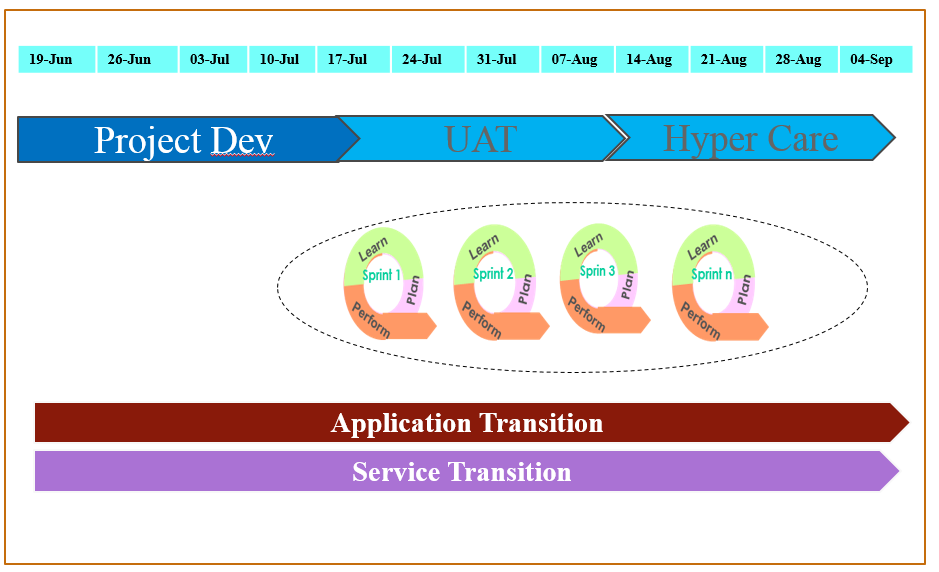 19-Jun 26-Jun 03-Jul 10-Jul 17-Jul 24-Jul 31-Jul 07-Aug 14-Aug 21-Aug 28-Aug 04-Sep
Project Dev UAT Hyper Care
Learn Sprint 1 Plan Perform
Learn Sprint 2 Plan Perform
Learn Sprin 3 Plan Perform
Learn Sprint n Plan Perform
Application Transition
Service Transition